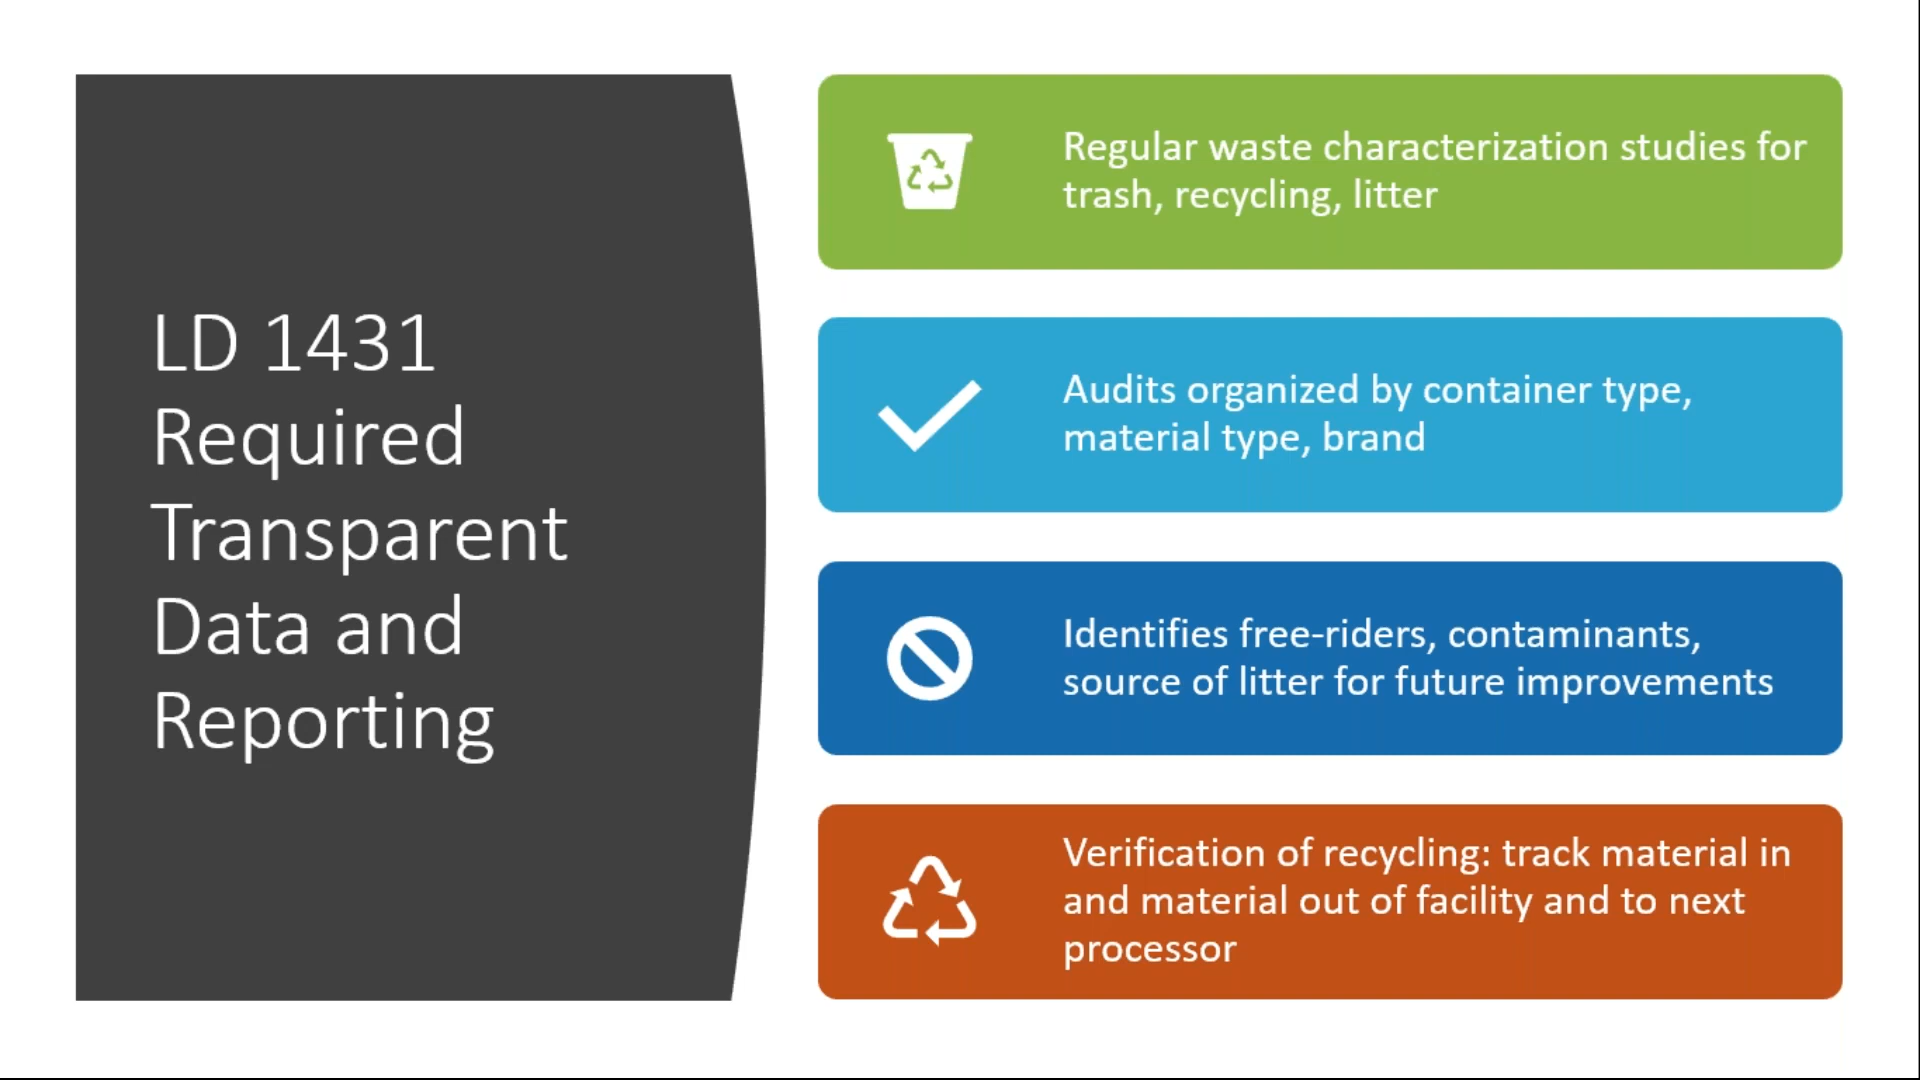 LD 1431
Required
Transparent
Data and
Reporting
Regular waste characterization studies for
trash, recycling, litter
Audits organized by container type,
material type, brand
Identifies free-riders, contaminants,
source of litter for future improvements
Verification of recycling: track material in
and material out of facility and to next
processor